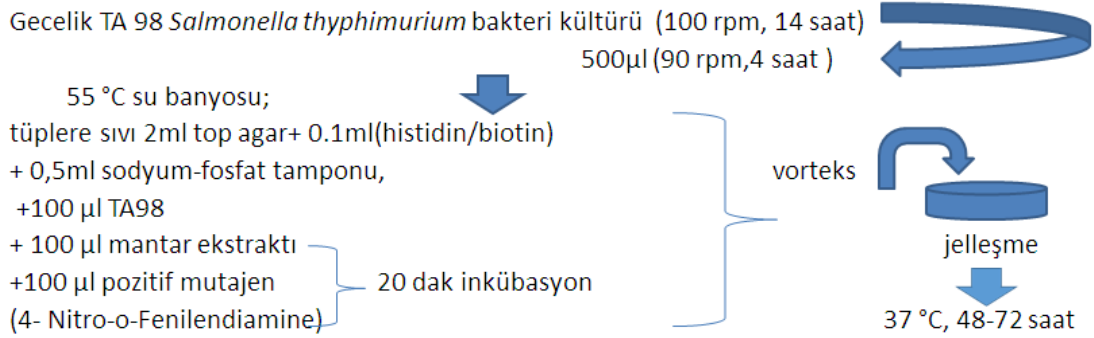 Gecelik TA 98 Salmonella thyphimurium bakteri kültürü (100 rpm, 14 saat)
500µl (90 rpm,4 saat )
55 °C su banyosu;
tüplere sıvı 2ml top agar+ 0.1ml(histidin/biotin)
+ 0,5ml sodyum-fosfat tamponu,
+100 µl TA98
+ 100 µl mantar ekstraktı
+100 µl pozitif mutajen
(4- Nitro-o-Fenilendiamine)
20 dak inkübasyon
vorteks
jelleşme
37 °C, 48-72 saat